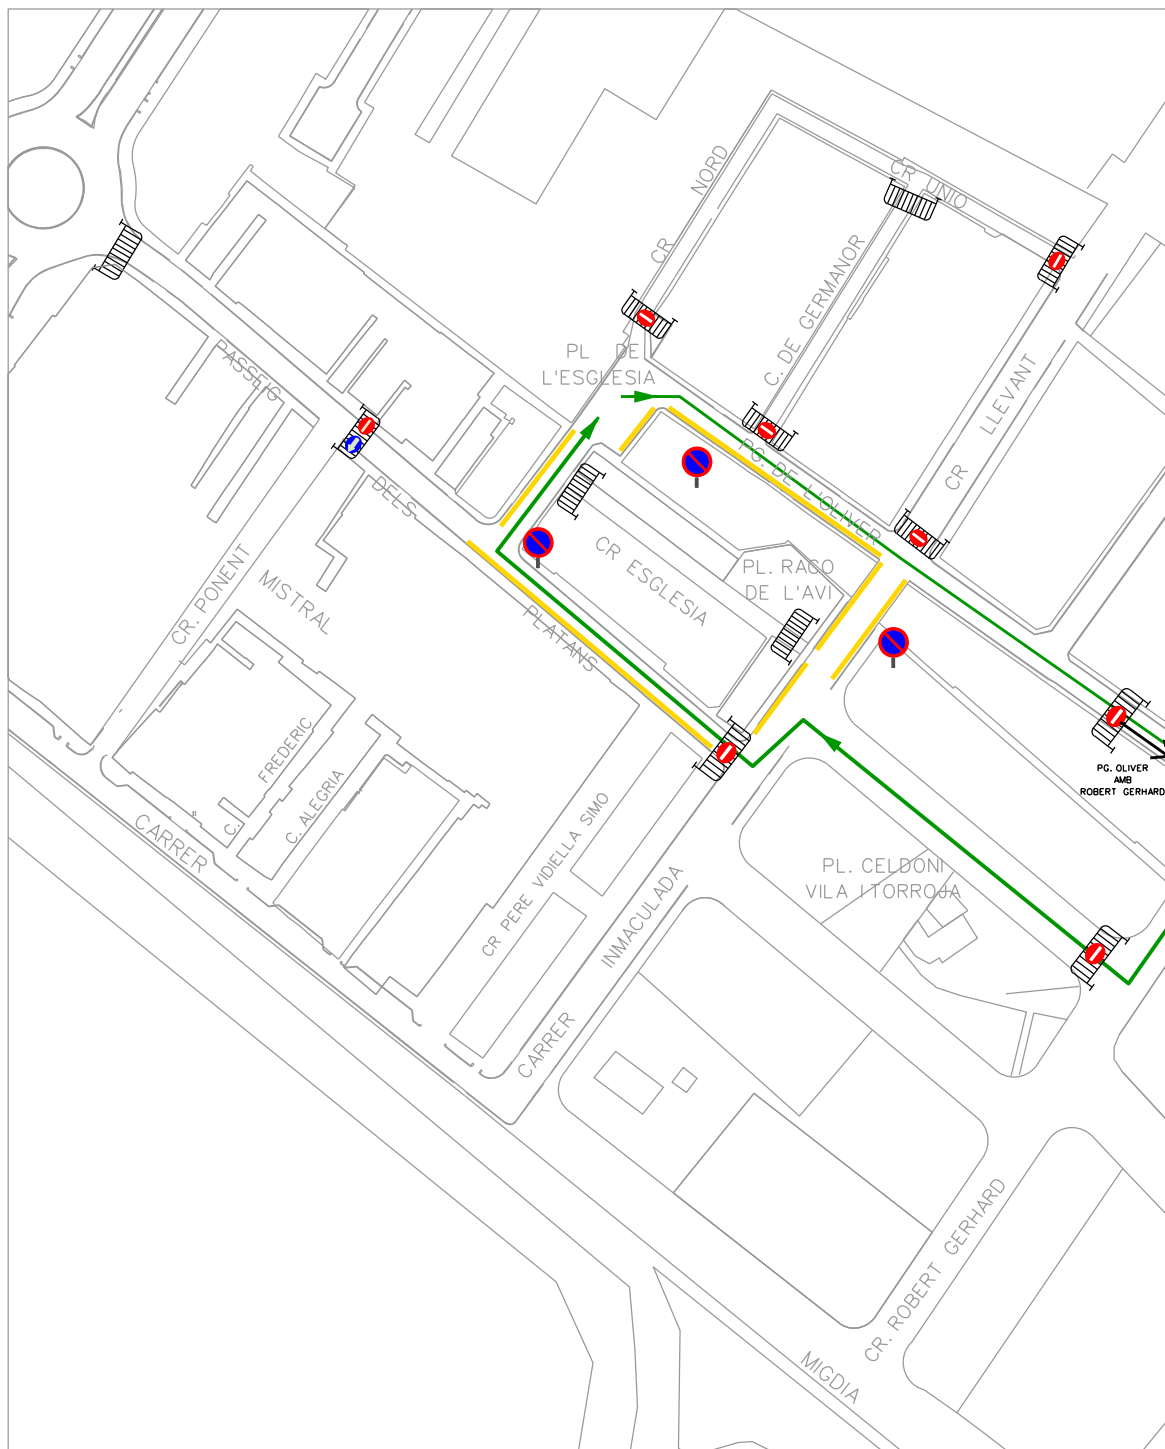 NORD
CR
CR UNIO
C. DE GERMANOR
PL DE
L'ESGLESIA
PASSEIG
LLEVANT
CR
PG. DE L'OLIVER
DELS
CR. PONENT
MISTRAL
CR ESGLESIA
PL. RACO
DE L'AVI
PLATANS
FREDERIC
C.
C. ALEGRIA
CARRER
CR PERE VIDIELLA SIMO
PG. OLIVER
AMB
ROBERT GERHARD
PL. CELDONI
VILA I TORROJA
INMACULADA
CARRER
CR. ROBERT GERHARD
MIGDIA